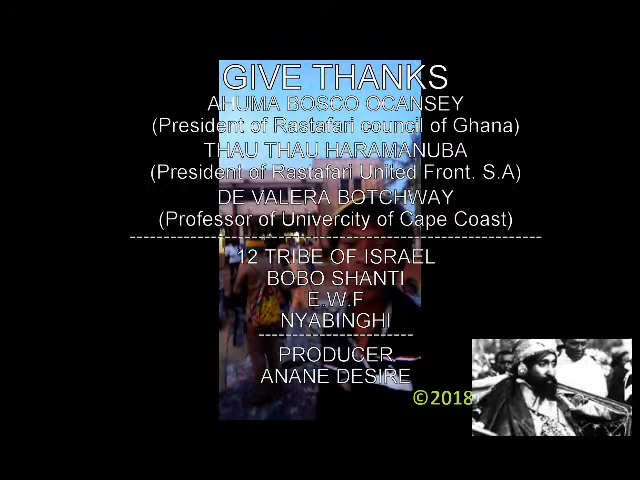 GIVE THANKS
AHUMA BOSCO OCANSEY
(President of Rastafari council of Ghana)
THAU THAU HARAMANUBA
(President of Rastafari United Front. S.A)
DE VALERA BOTCHWAY
(Professor of Univercity of Cape Coast)
--------------------------------------------------------------
12 TRIBE OF ISRAEL
BOBO SHANTI
E.W.F
NYABINGHI
-----------------------
PRODUCER
ANANE DESIRE
©2018